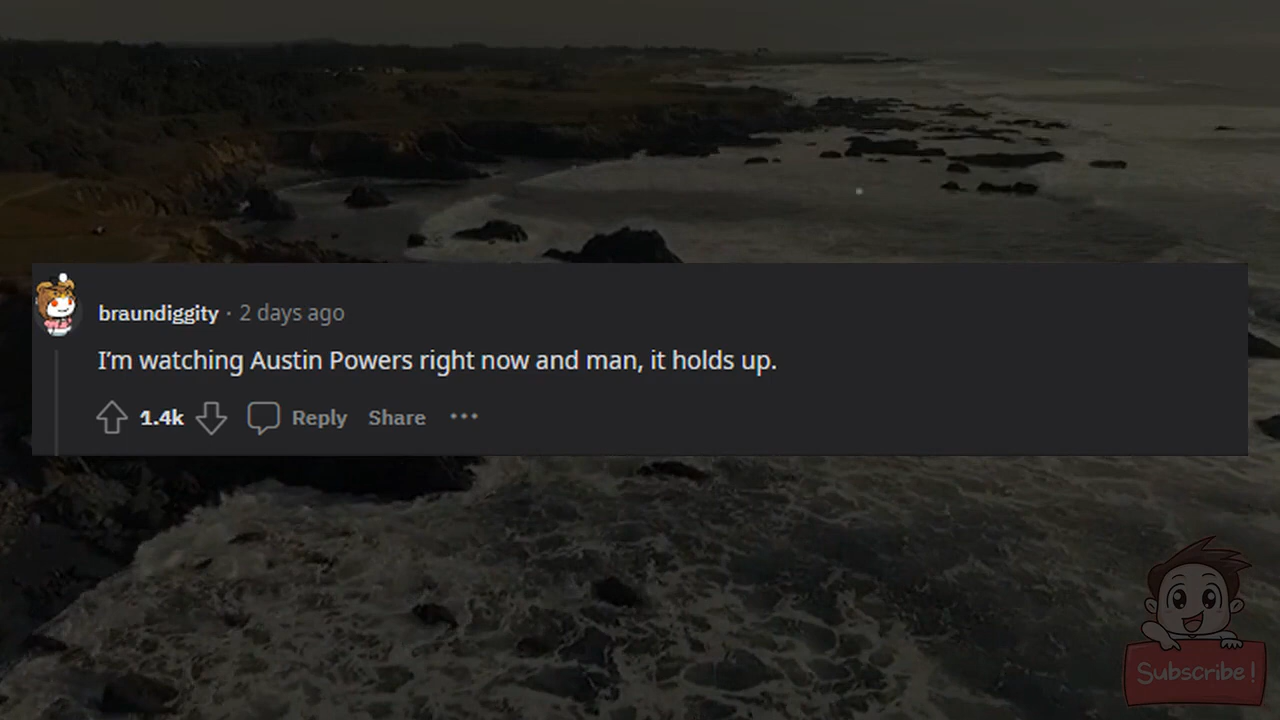 braundiggity · 2 days ago
I'm watching Austin Powers right now and man, it holds up.
1.4k Reply Share ···
Subscribe!